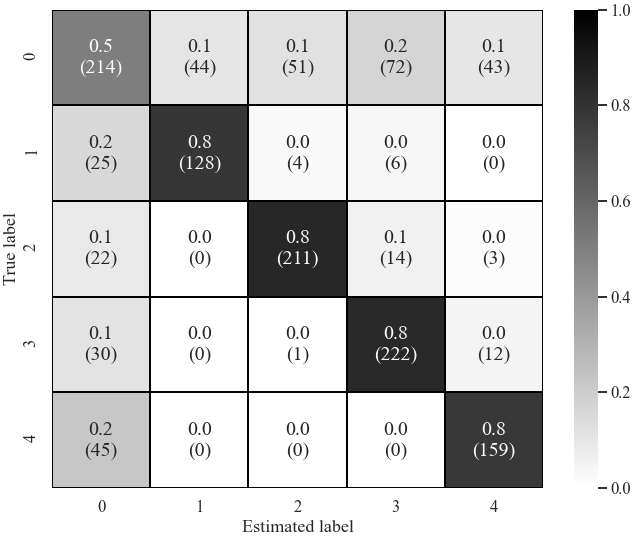 0.5 0.1 0.1 0.2 0.1
0 (214) (44) (51) (72) (43)
0.2 0.8 0.0 0.0 0.0
1 (25) (128) (4) (6) (0)
0.1 0.0 0.8 0.1 0.0
2 (22) (0) (211) (14) (3)
0.1 0.0 0.0 0.8 0.0
3 (30) (0) (1) (222) (12)
0.2 0.0 0.0 0.0 0.8
4 (45) (0) (0) (0) (159)
0 1 2 3 4
Estimated label
True label
1.0
0.8
0.6
0.4
0.2
0.0